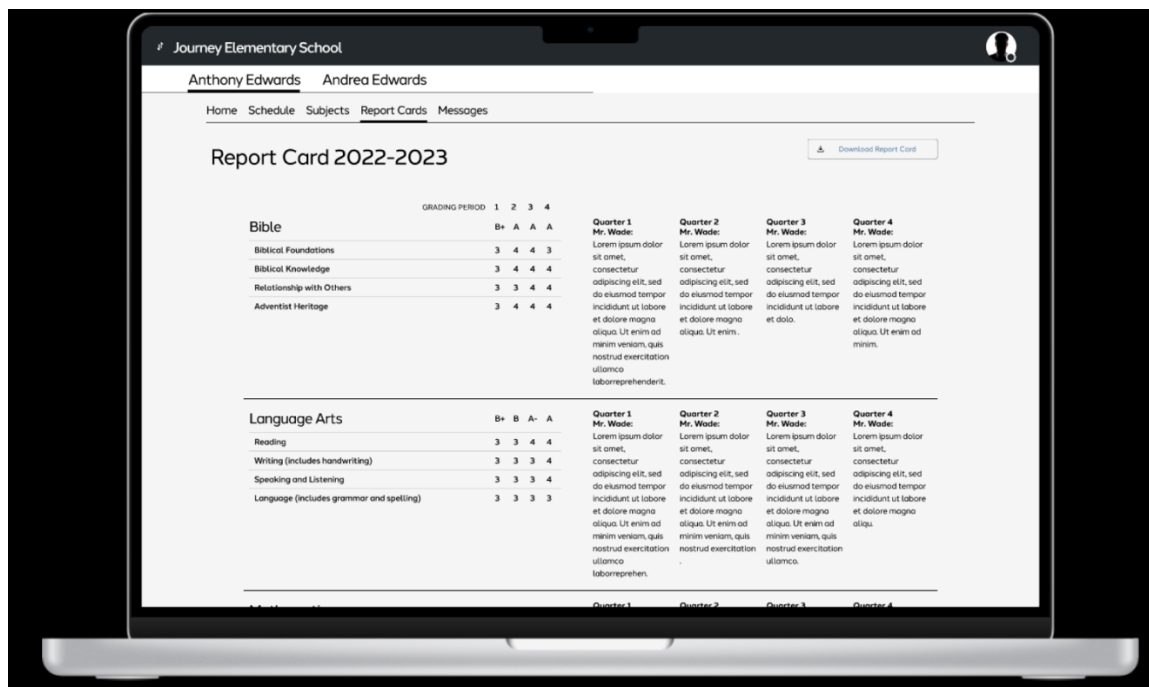 Journey Elementary School
Anthony Edwards Andrea Edwards
Home Schedule Subjects Report Cards Messages
Report Card 2022-2023
Download Report Card
GRADING PERIOD 1 2 3 4
Bible B+ A A A
Biblical Foundations 3 4 4 3
Biblical Knowledge 3 4 4 4
Relationship with Others 3 3 4 4
Adventist Heritage 3 4 4 4
Quarter 1
Mr. Wade:
Lorem ipsum dolor
sit amet,
consectetur
adipiscing elit, sed
do eiusmod tempor
incididunt ut labore
et dolore magna
aliqua. Ut enim ad
minim veniam, quis
nostrud exercitation
ullamco
laborreprehenderit.
Quarter 2
Mr. Wade:
Lorem ipsum dolor
sit amet,
consectetur
adipiscing elit, sed
do eiusmod tempor
incididunt ut labore
et dolore magna
aliqua. Ut enim .
Quarter 3
Mr. Wade:
Lorem ipsum dolor
sit amet,
consectetur
adipiscing elit, sed
do eiusmod tempor
incididunt ut labore
et dolo.
Quarter 4
Mr. Wade:
Lorem ipsum dolor
sit amet,
consectetur
adipiscing elit, sed
do eiusmod tempor
incididunt ut labore
et dolore magna
aliqua. Ut enim ad
minim.
Language Arts B+ B A- A
Reading 3 3 4 4
Writing (includes handwriting) 3 3 3 4
Speaking and Listening 3 3 3 4
Language (includes grammar and spelling) 3 3 3 3
Quarter 1
Mr. Wade:
Lorem ipsum dolor
sit amet,
consectetur
adipiscing elit, sed
do eiusmod tempor
incididunt ut labore
et dolore magna
aliqua. Ut enim ad
minim veniam, quis
nostrud exercitation
ullamco
laborreprehen.
Quarter 2
Mr. Wade:
Lorem ipsum dolor
sit amet,
consectetur
adipiscing elit, sed
do eiusmod tempor
incididunt ut labore
et dolore magna
aliqua. Ut enim ad
minim veniam, quis
nostrud exercitation
.
Quarter 3
Mr. Wade:
Lorem ipsum dolor
sit amet,
consectetur
adipiscing elit, sed
do eiusmod tempor
incididunt ut labore
et dolore magna
aliqua. Ut enim ad
minim veniam, quis
nostrud exercitation
ullamco.
Quarter 4
Mr. Wade:
Lorem ipsum dolor
sit amet,
consectetur
adipiscing elit, sed
do eiusmod tempor
incididunt ut labore
et dolore magna
aliqu.
Quarter 1 Quarter 2 Quarter 3 Quarter 4